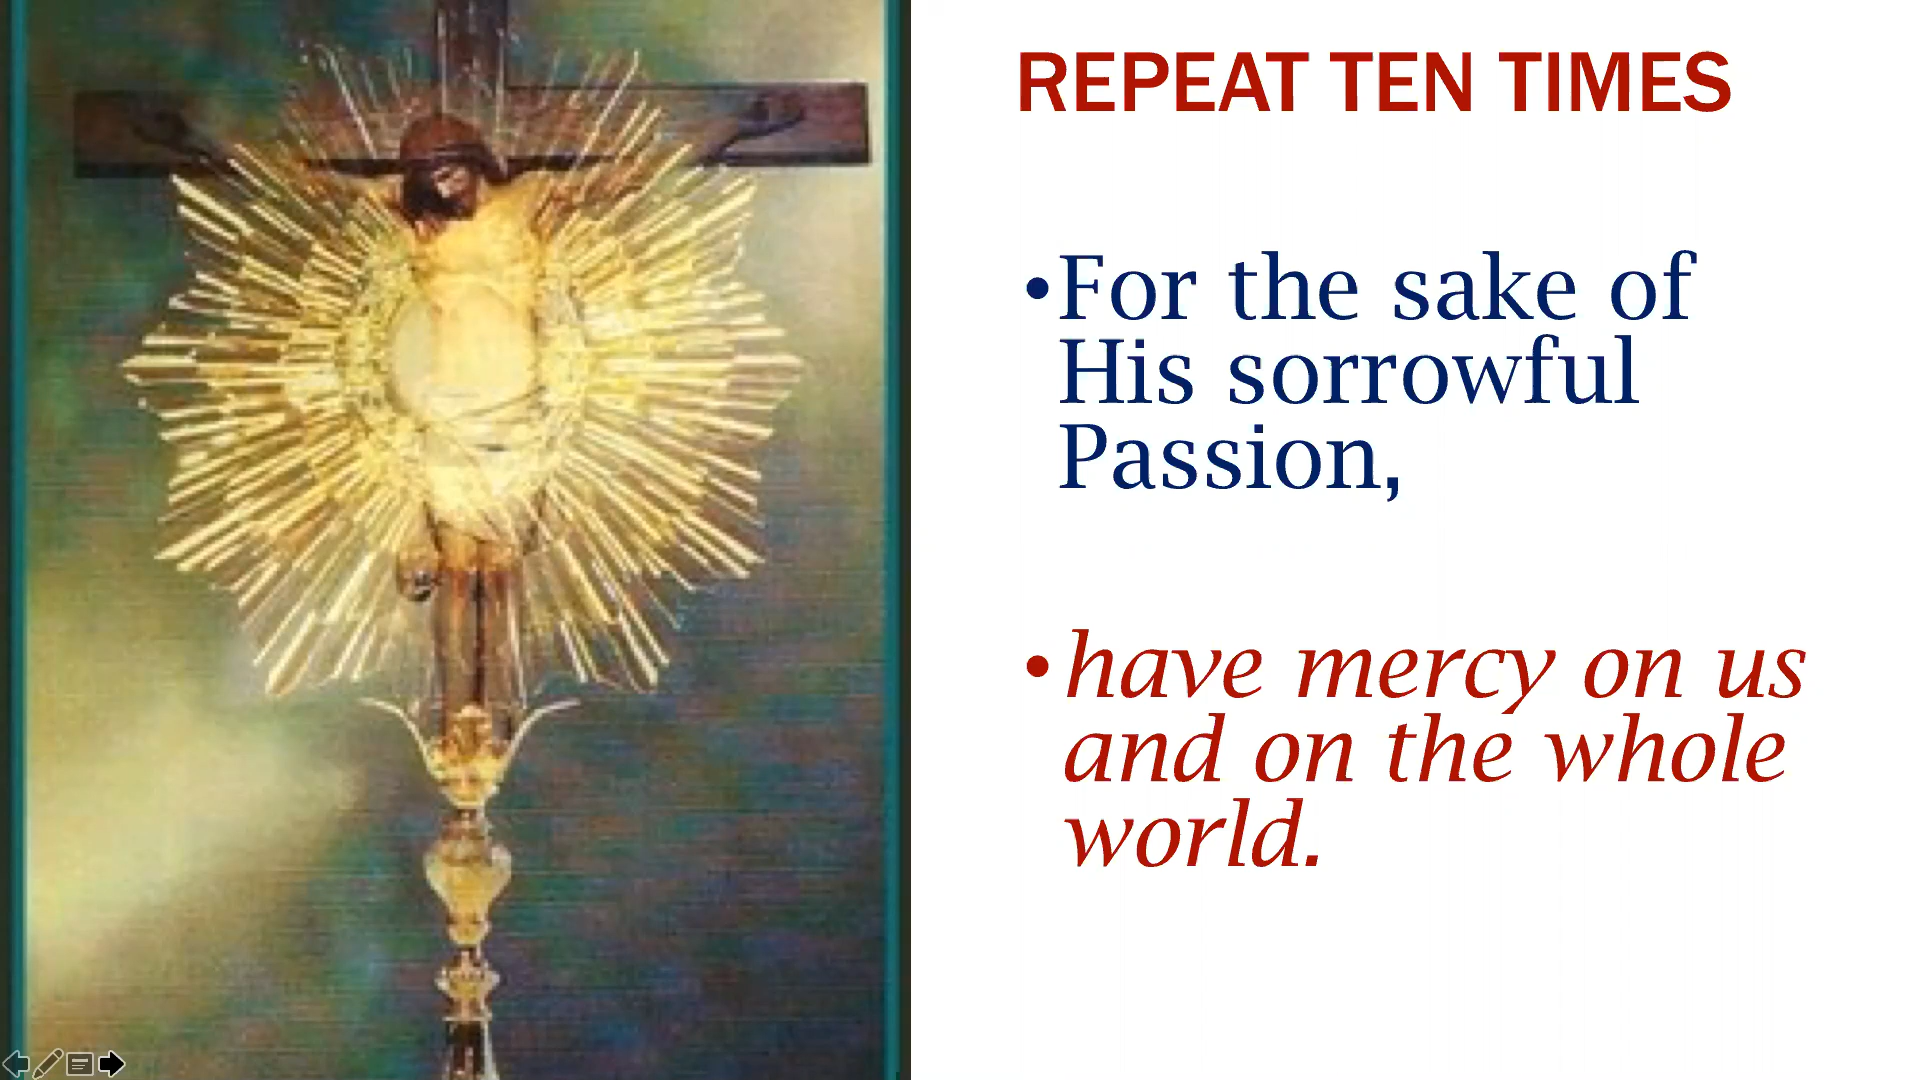 REPEAT TEN TIMES
•For the sake of
His sorrowful
Passion,
•have mercy on us
and on the whole
world.